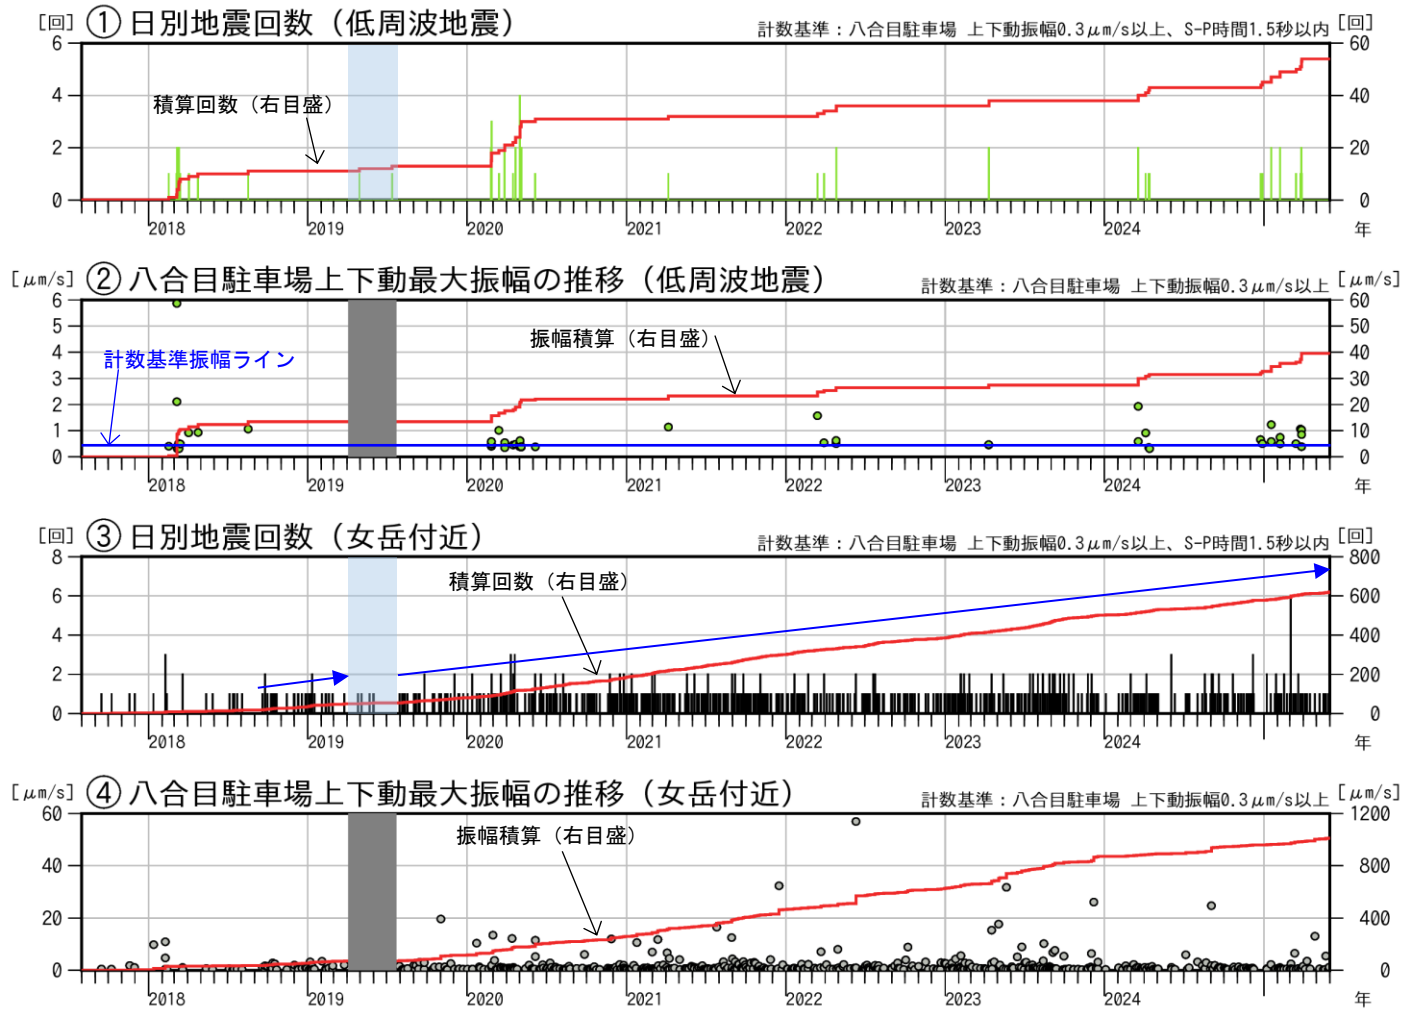 [回] ① 日別地震回数（低周波地震） 計数基準：八合目駐車場 上下動振幅0.3μm/s以上、S-P時間1.5秒以内 [回]
6 60
積算回数（右目盛）
4 40
2 20
0 0
2018 2019 2020 2021 2022 2023 2024 年
[μm/s] ② 八合目駐車場上下動最大振幅の推移（低周波地震） 計数基準：八合目駐車場 上下動振幅0.3μm/s以上 [μm/s]
6 60
5 50
振幅積算（右目盛）
4 40
計数基準振幅ライン
3 30
2 20
1 10
0 0
2018 2019 2020 2021 2022 2023 2024 年
[回] ③ 日別地震回数（女岳付近） 計数基準：八合目駐車場 上下動振幅0.3μm/s以上、S-P時間1.5秒以内 [回]
8 800
積算回数（右目盛）
6 600
4 400
2 200
0 0
2018 2019 2020 2021 2022 2023 2024 年
[μm/s] ④ 八合目駐車場上下動最大振幅の推移（女岳付近） 計数基準：八合目駐車場 上下動振幅0.3μm/s以上 [μm/s]
60 1200
振幅積算（右目盛）
40 800
20 400
0 0
2018 2019 2020 2021 2022 2023 2024 年